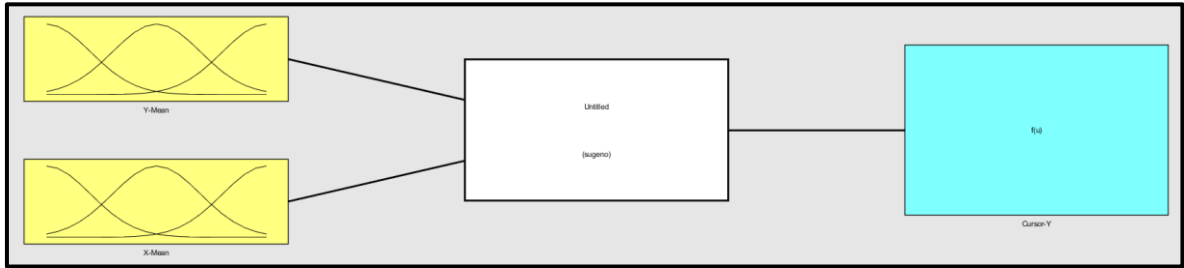 Y-Mean
X-Mean
Untitled
(sugeno)
f(u)
Cursor-Y